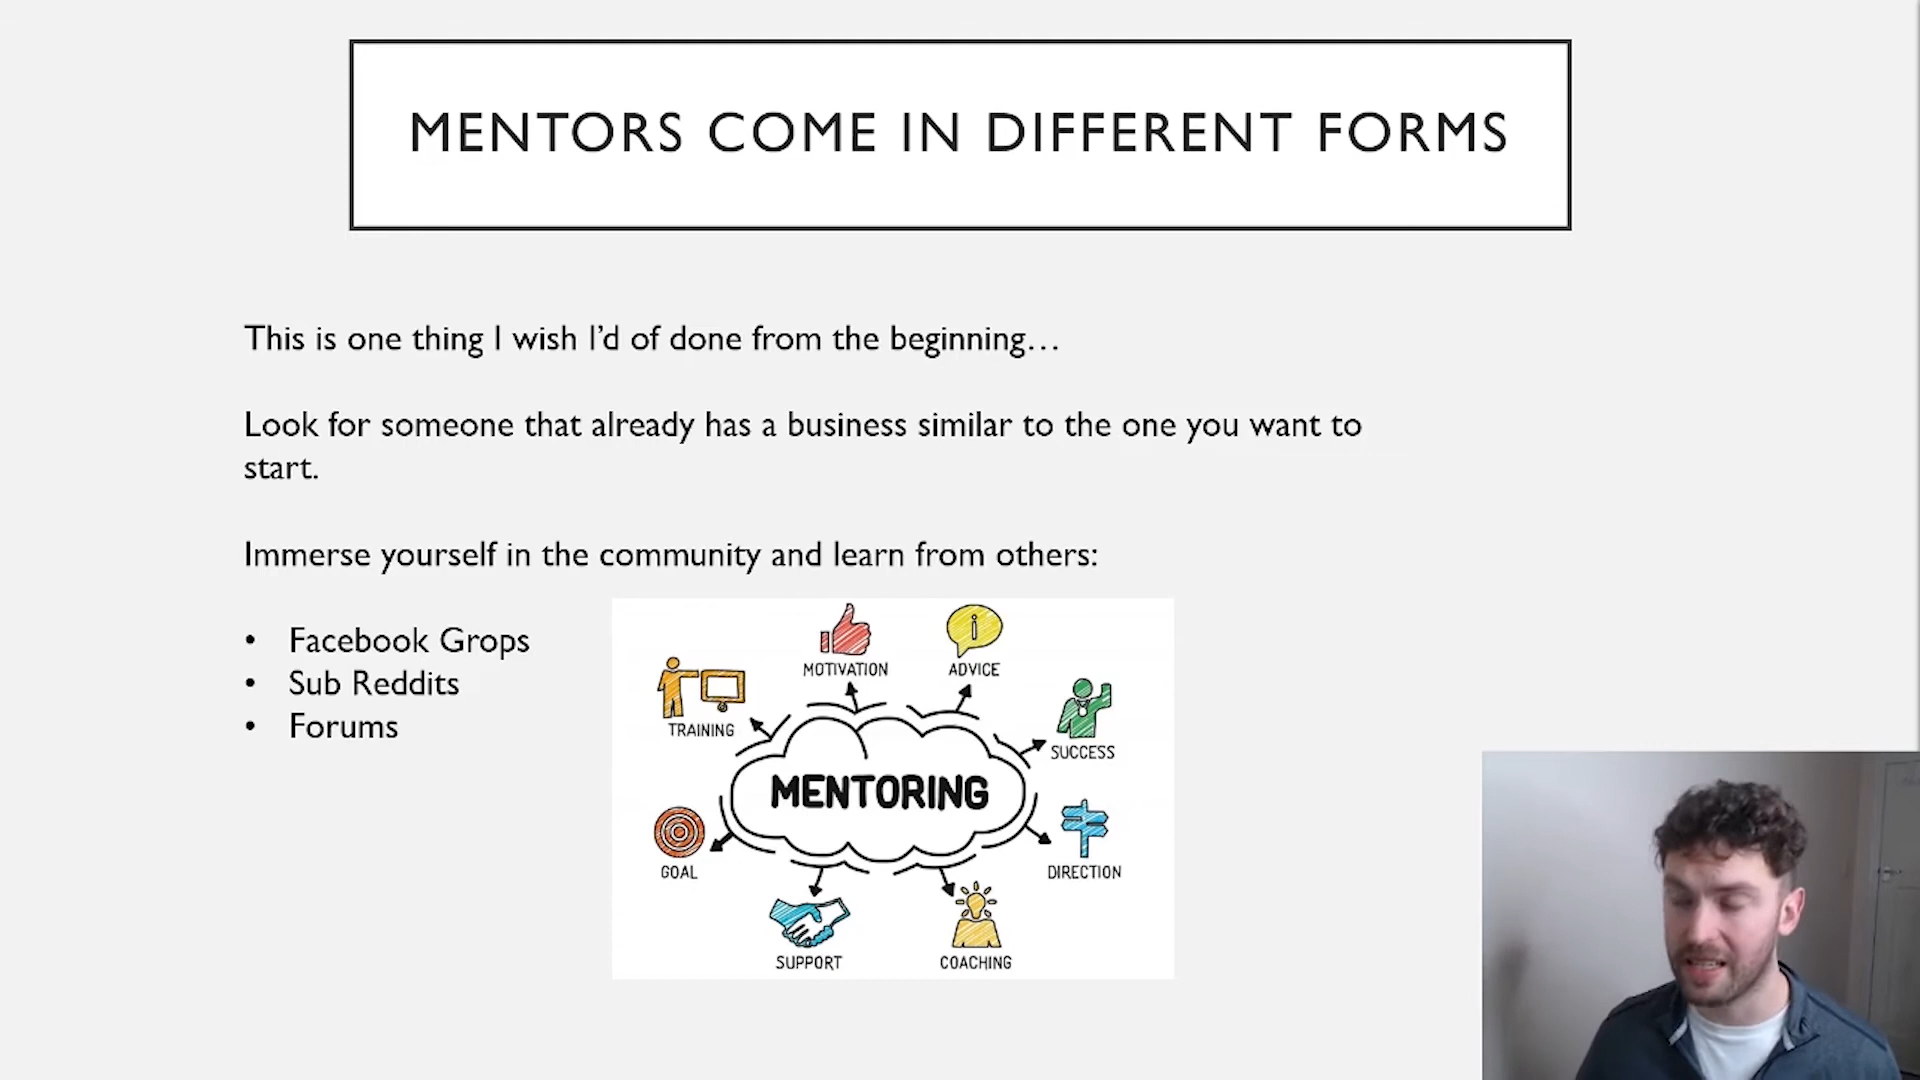 MENTORS COME IN DIFFERENT FORMS
This is one thing I wish I’d of done from the beginning…
Look for someone that already has a business similar to the one you want to
start.
Immerse yourself in the community and learn from others:
• Facebook Grops
• Sub Reddits
• Forums
MOTIVATION
ADVICE
TRAINING
SUCCESS
MENTORING
GOAL
DIRECTION
SUPPORT
COACHING